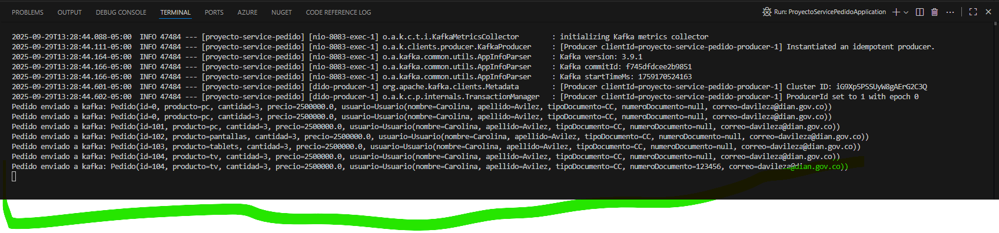 PROBLEMS OUTPUT DEBUG CONSOLE TERMINAL PORTS AZURE NUGET CODE REFERENCE LOG Run: ProyectoServicePedidoApplication
2025-09-29T13:28:44.088-05:00 INFO 47484 --- [proyecto-service-pedido] [nio-8083-exec-1] o.a.k.c.t.i.KafkaMetricsCollector : initializing Kafka metrics collector
2025-09-29T13:28:44.111-05:00 INFO 47484 --- [proyecto-service-pedido] [nio-8083-exec-1] o.a.k.clients.producer.KafkaProducer : [Producer clientId=proyecto-service-pedido-producer-1] Instantiated an idempotent producer.
2025-09-29T13:28:44.164-05:00 INFO 47484 --- [proyecto-service-pedido] [nio-8083-exec-1] o.a.kafka.common.utils.AppInfoParser : Kafka version: 3.9.1
2025-09-29T13:28:44.166-05:00 INFO 47484 --- [proyecto-service-pedido] [nio-8083-exec-1] o.a.kafka.common.utils.AppInfoParser : Kafka commitId: f745dfdcee2b9851
2025-09-29T13:28:44.166-05:00 INFO 47484 --- [proyecto-service-pedido] [nio-8083-exec-1] o.a.kafka.common.utils.AppInfoParser : Kafka startTimeMs: 1759170524163
2025-09-29T13:28:44.601-05:00 INFO 47484 --- [proyecto-service-pedido] [dido-producer-1] org.apache.kafka.clients.Metadata : [Producer clientId=proyecto-service-pedido-producer-1] Cluster ID: iG9Xp5PSSUyW8gAErG2C3Q
2025-09-29T13:28:44.602-05:00 INFO 47484 --- [proyecto-service-pedido] [dido-producer-1] o.a.k.c.p.internals.TransactionManager : [Producer clientId=proyecto-service-pedido-producer-1] ProducerId set to 1 with epoch 0
Pedido enviado a kafka: Pedido(id=0, producto=pc, cantidad=3, precio=2500000.0, usuario=Usuario(nombre=Carolina, apellido=Avilez, tipoDocumento=CC, numeroDocumento=null, correo=davileza@dian.gov.co))
Pedido enviado a kafka: Pedido(id=0, producto=pc, cantidad=3, precio=2500000.0, usuario=Usuario(nombre=Carolina, apellido=Avilez, tipoDocumento=CC, numeroDocumento=null, correo=davileza@dian.gov.co))
Pedido enviado a kafka: Pedido(id=101, producto=pc, cantidad=3, precio=2500000.0, usuario=Usuario(nombre=Carolina, apellido=Avilez, tipoDocumento=CC, numeroDocumento=null, correo=davileza@dian.gov.co))
Pedido enviado a kafka: Pedido(id=102, producto=pantallas, cantidad=3, precio=2500000.0, usuario=Usuario(nombre=Carolina, apellido=Avilez, tipoDocumento=CC, numeroDocumento=null, correo=davileza@dian.gov.co))
Pedido enviado a kafka: Pedido(id=103, producto=tablets, cantidad=3, precio=2500000.0, usuario=Usuario(nombre=Carolina, apellido=Avilez, tipoDocumento=CC, numeroDocumento=null, correo=davileza@dian.gov.co))
Pedido enviado a kafka: Pedido(id=104, producto=tv, cantidad=3, precio=2500000.0, usuario=Usuario(nombre=Carolina, apellido=Avilez, tipoDocumento=CC, numeroDocumento=null, correo=davileza@dian.gov.co))
Pedido enviado a kafka: Pedido(id=104, producto=tv, cantidad=3, precio=2500000.0, usuario=Usuario(nombre=Carolina, apellido=Avilez, tipoDocumento=CC, numeroDocumento=123456, correo=davileza@dian.gov.co))